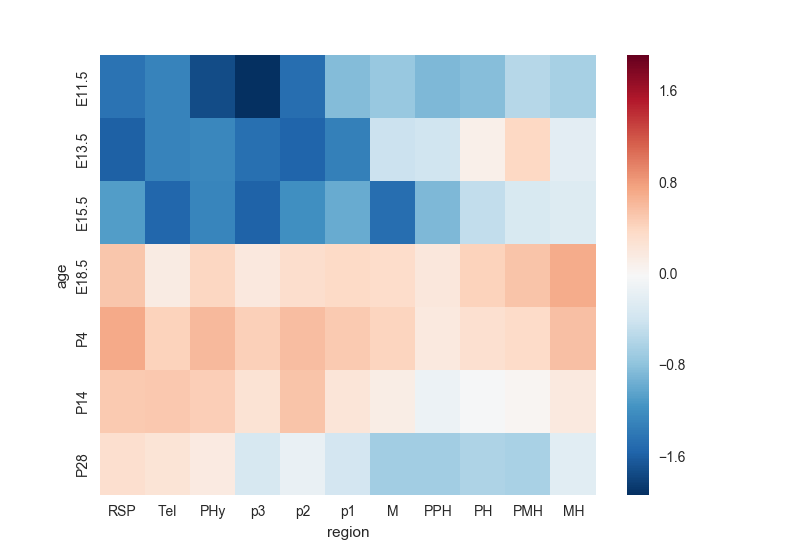 E11.5
E13.5
E15.5
E18.5
P4
P14
P28
age
RSP Tel PHy p3 p2 p1 M PPH PH PMH MH
region
1.6
0.8
0.0
−0.8
−1.6